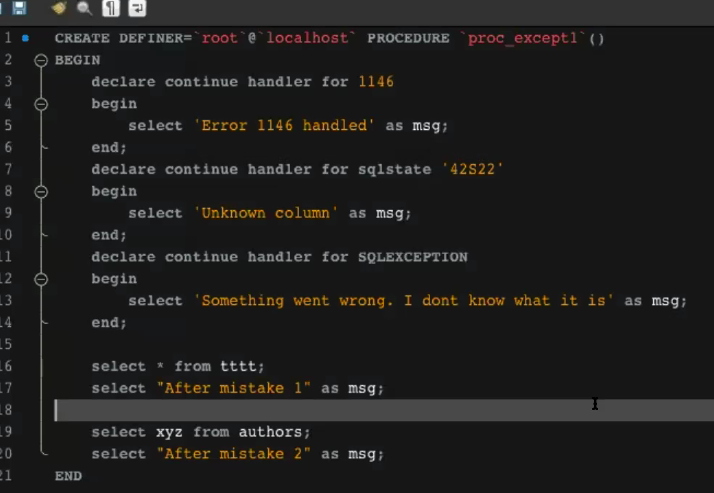 1 CREATE DEFINER=`root`@`localhost` PROCEDURE `proc_except1`()
2 BEGIN
3 declare continue handler for 1146
4 begin
5 select 'Error 1146 handled' as msg;
6 end;
7 declare continue handler for sqlstate '42S22'
8 begin
9 select 'Unknown column' as msg;
10 end;
11 declare continue handler for SQLEXCEPTION
12 begin
13 select 'Something went wrong. I dont know what it is' as msg;
14 end;
15
16 select * from tttt;
17 select "After mistake 1" as msg;
18
19 select xyz from authors;
20 select "After mistake 2" as msg;
21 END